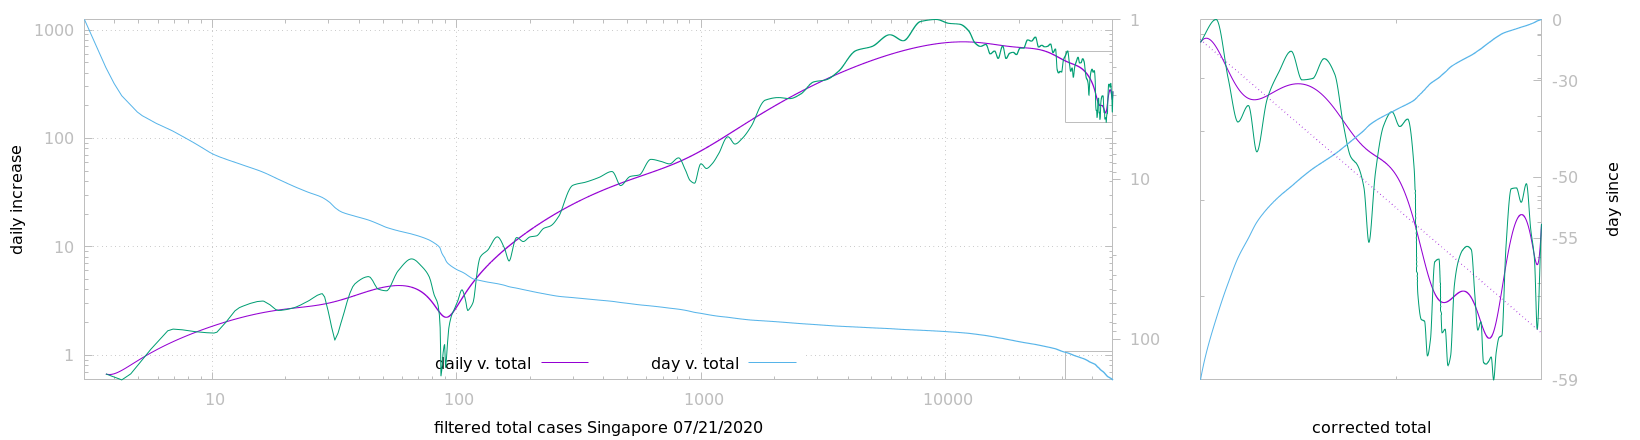 daily increase
1000
100
10
1
10
100
1000
10000
1
10
100
daily v. total
day v. total
filtered total cases Singapore 07/21/2020
0
-30
-50
-55
-59
day since
corrected total